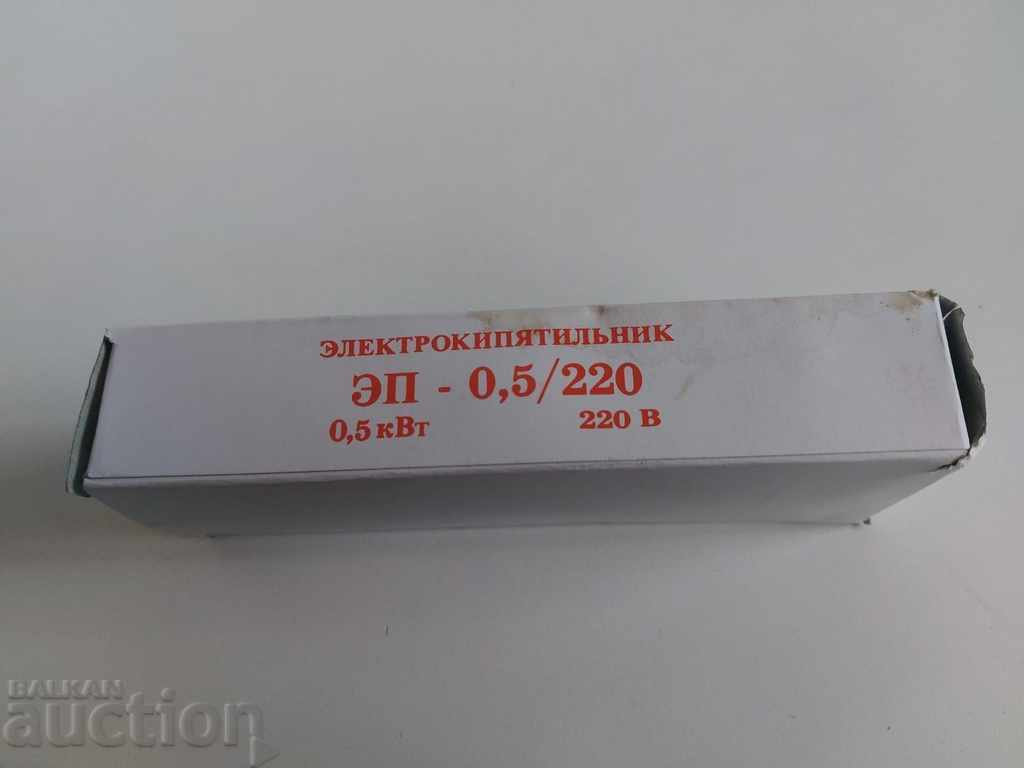 ЭЛЕКТРОКИПЯТИЛЬНИК
ЭП - 0,5/220
0,5 кВт 220 В
BALKAN
auction